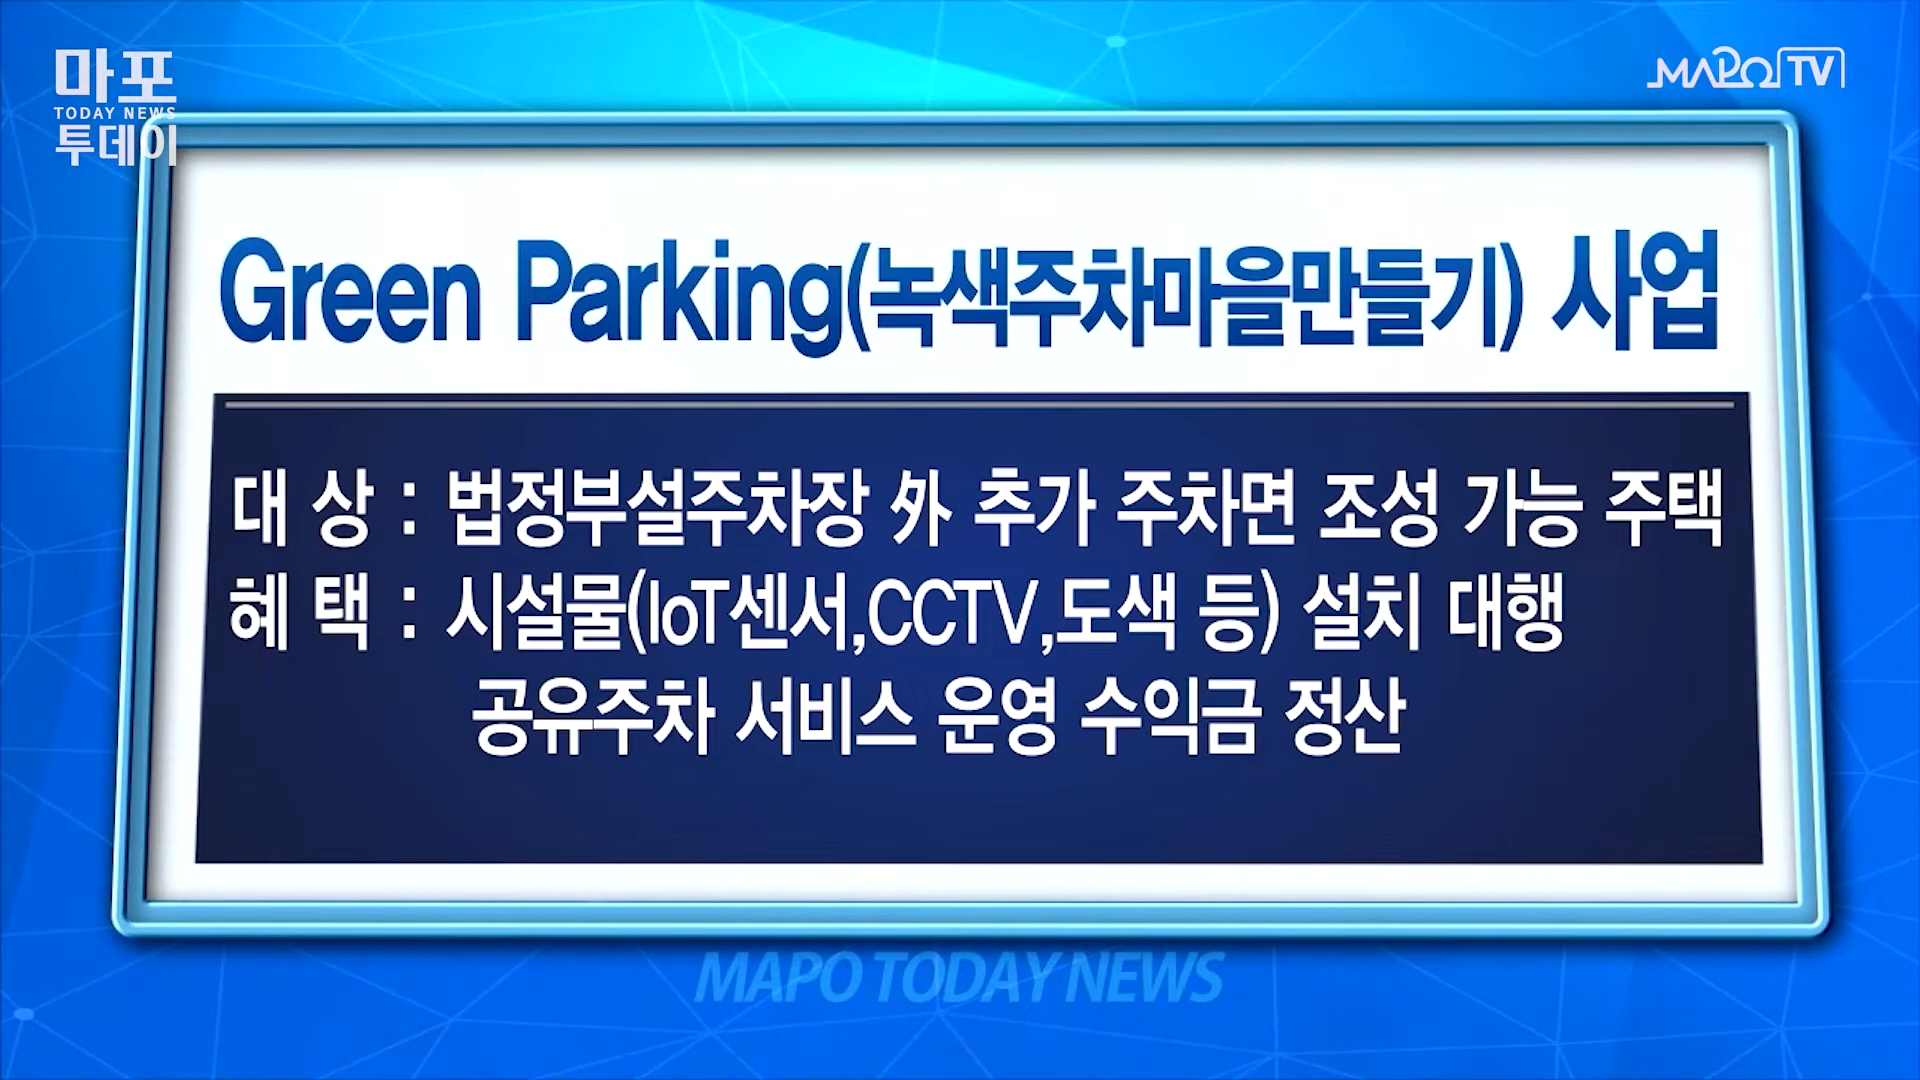 마포
TODAY NEWS
투데이
MAPO TV
Green Parking(녹색주차마을만들기) 사업
대 상 : 법정부설주차장 外 추가 주차면 조성 가능 주택
혜 택 : 시설물(IoT센서,CCTV,도색 등) 설치 대행
공유주차 서비스 운영 수익금 정산
MAPO TODAY NEWS